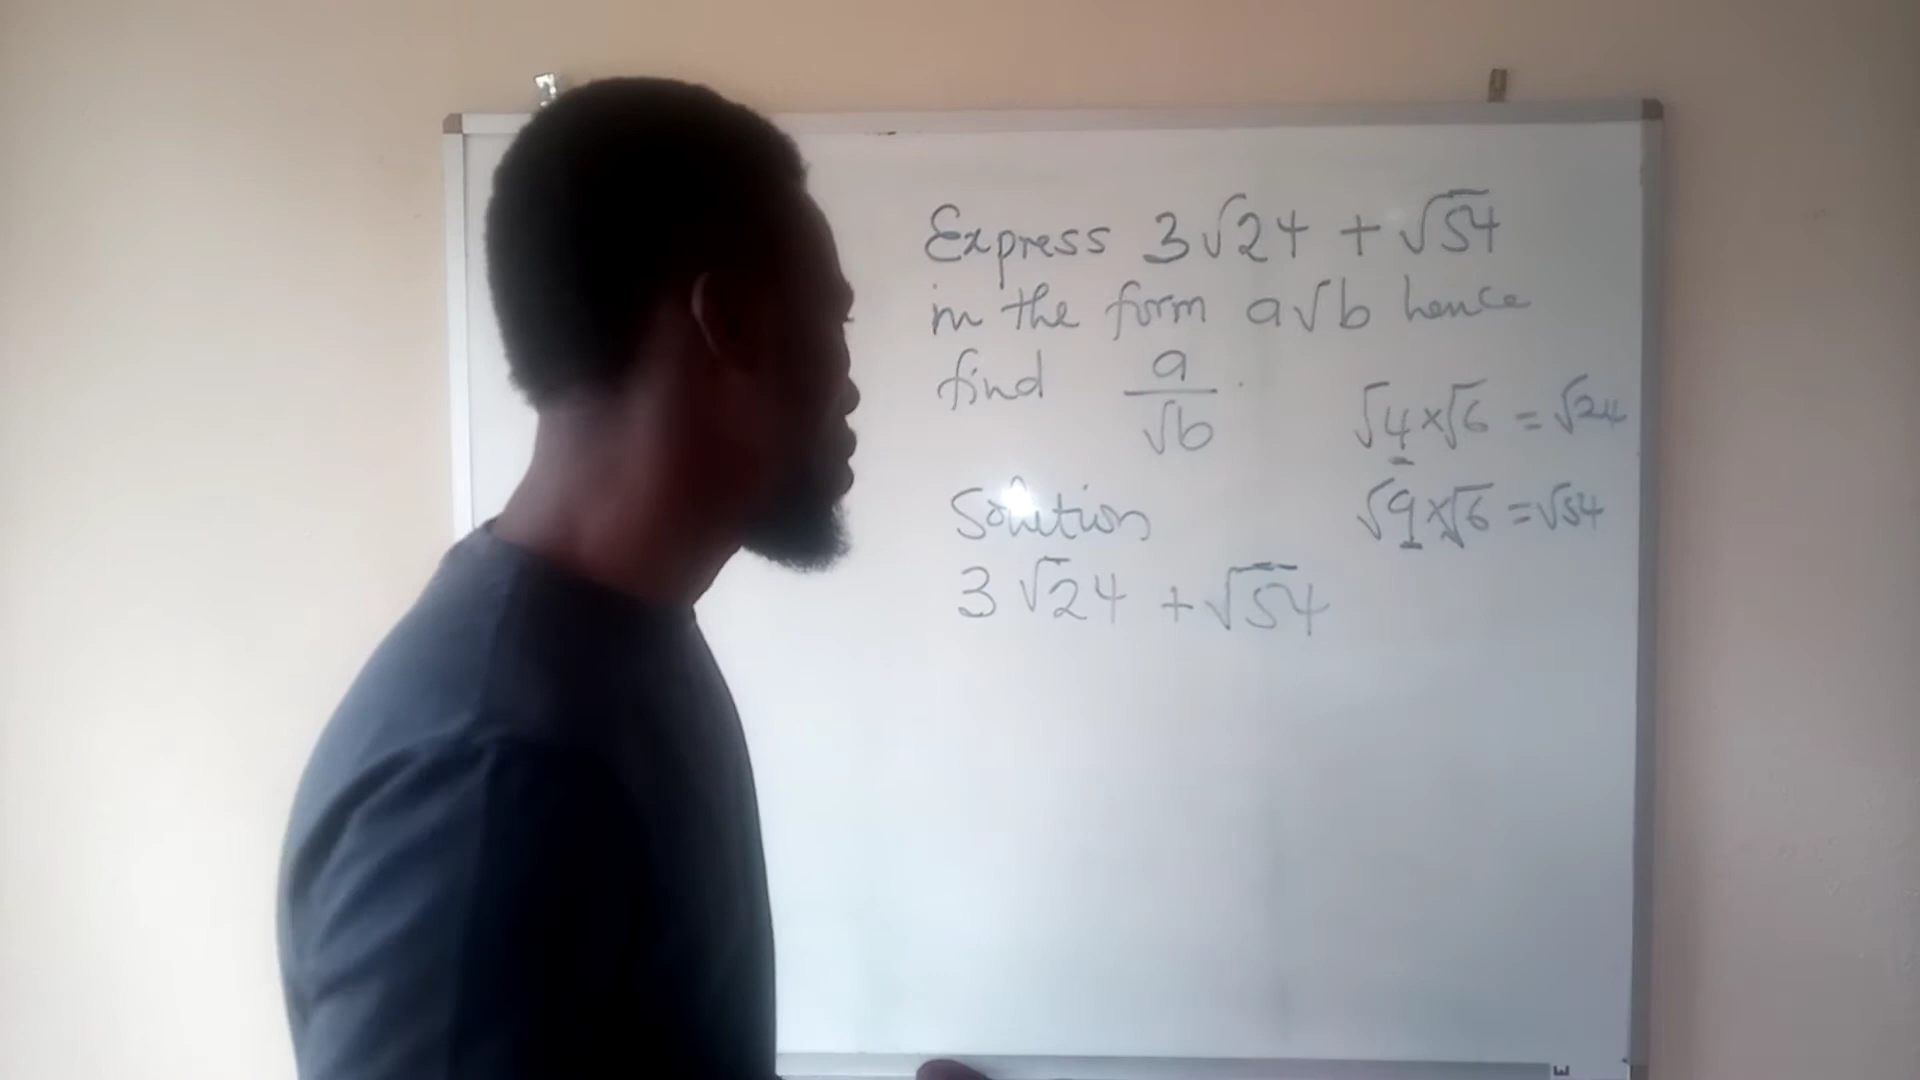 Express 3√24 + √54
in the form a√b hence
find a/√b.
√4 × √6 = √24
√9 × √6 = √54
Solution
3√24 + √54
E